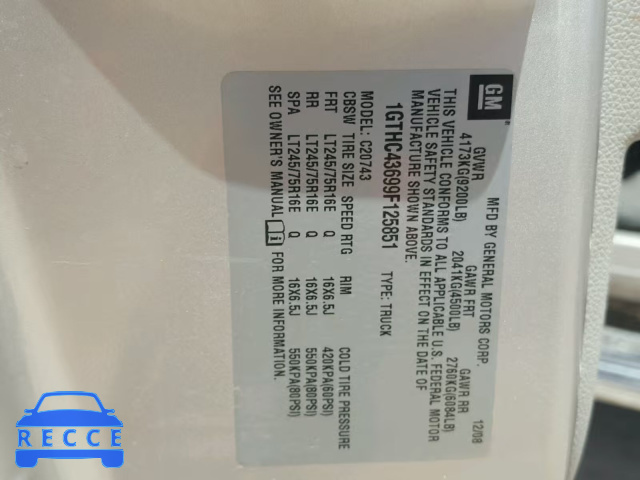 GM®
MFD BY GENERAL MOTORS CORP. 12/08
GVWR GAWR FRT GAWR RR
4173KG(9200LB) 2041KG(4500LB) 2760KG(6084LB)
THIS VEHICLE CONFORMS TO ALL APPLICABLE U.S. FEDERAL MOTOR
VEHICLE SAFETY STANDARDS IN EFFECT ON THE DATE OF
MANUFACTURE SHOWN ABOVE.
1GTHC43699F125851 TYPE: TRUCK
MODEL: C20743
CBSW TIRE SIZE SPEED RTG RIM COLD TIRE PRESSURE
FRT LT245/75R16E Q 16X6.5J 420KPA(60PSI)
RR LT245/75R16E Q 16X6.5J 550KPA(80PSI)
SPA LT245/75R16E Q 16X6.5J 550KPA(80PSI)
SEE OWNER'S MANUAL i FOR MORE INFORMATION.
RECCE